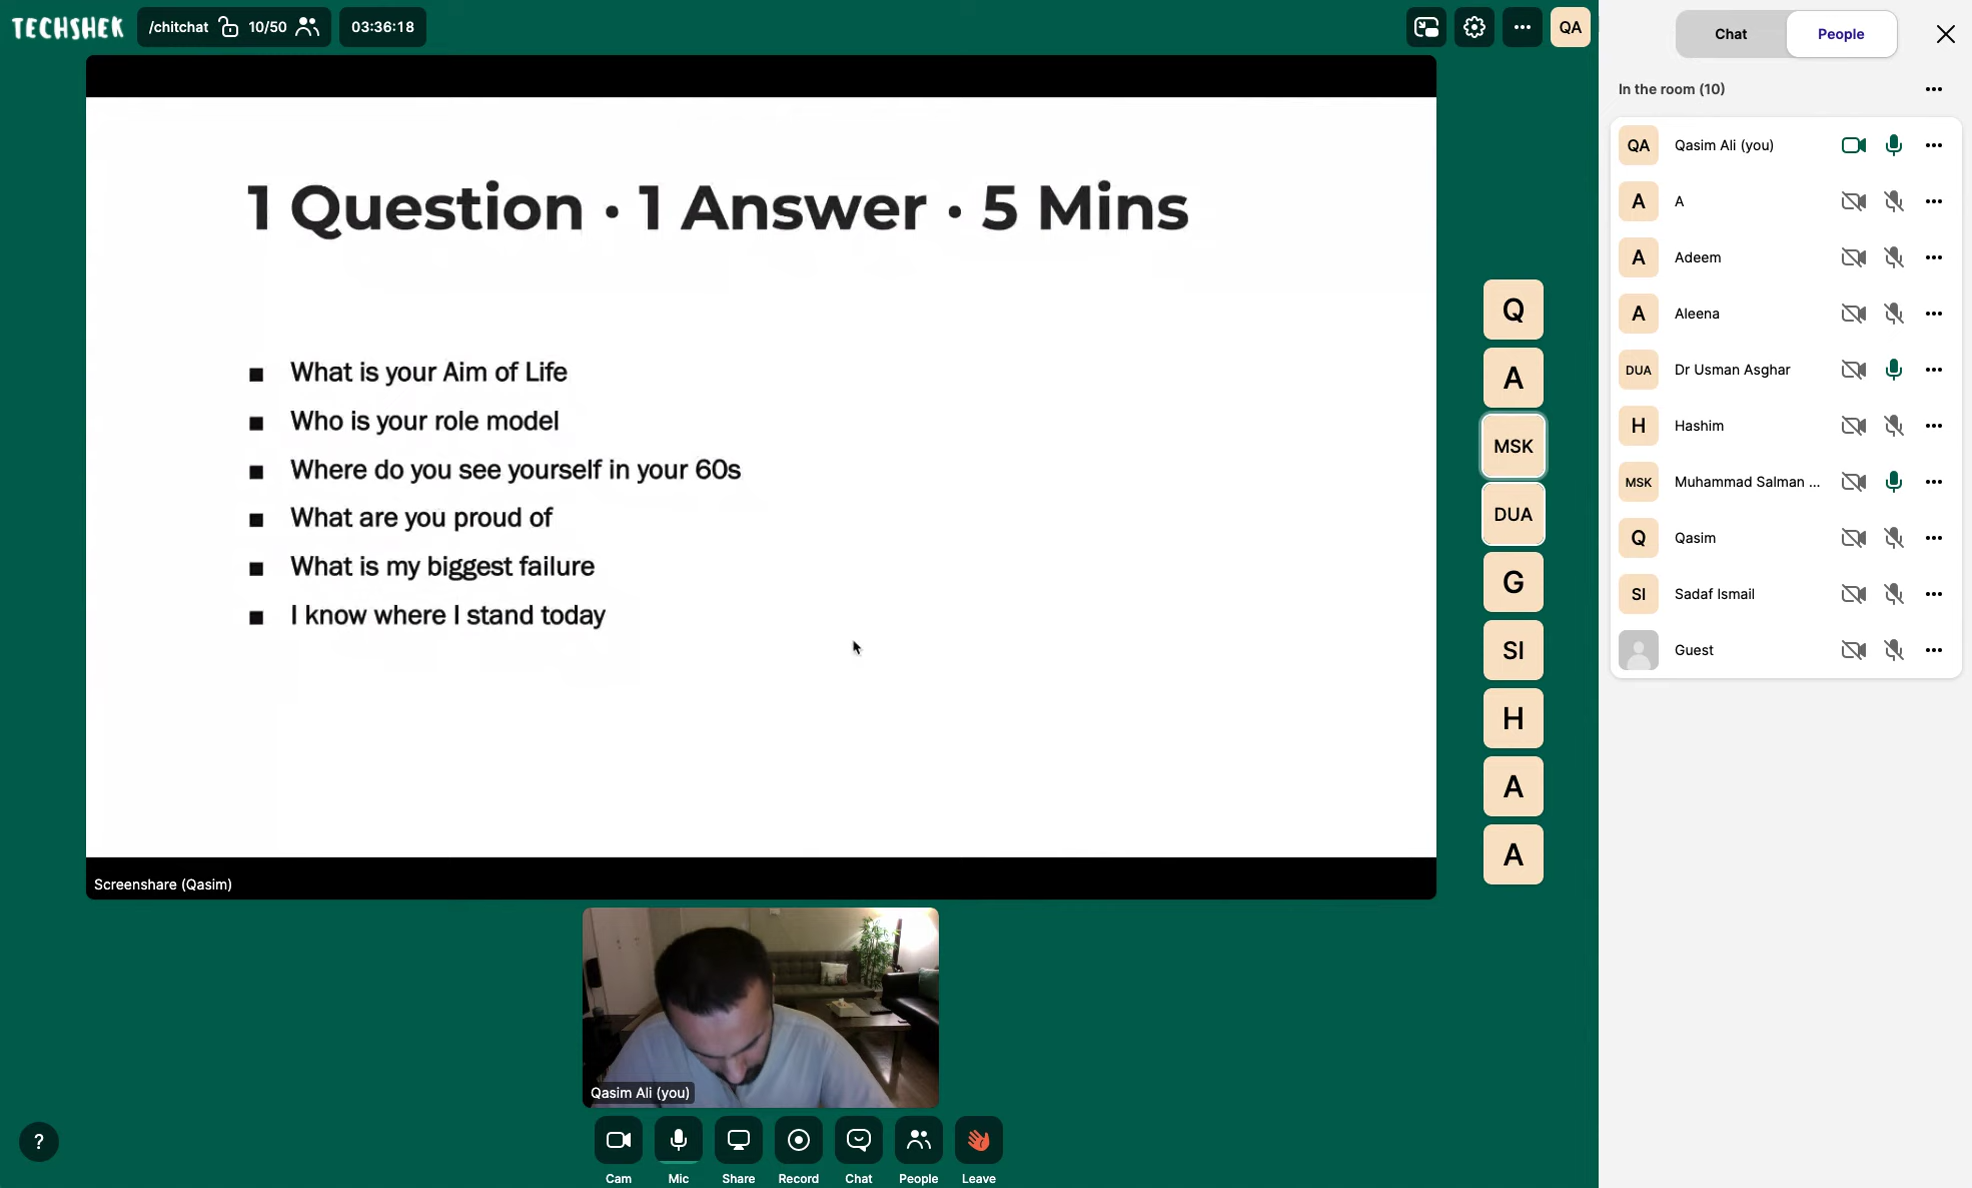 TECHSHEK
/chitchat 10/50
03:36:18
QA
Chat
People
In the room (10)
QA Qasim Ali (you)
A A
A Adeem
A Aleena
DUA Dr Usman Asghar
H Hashim
MSK Muhammad Salman ...
Q Qasim
SI Sadaf Ismail
Guest
1 Question · 1 Answer · 5 Mins
■ What is your Aim of Life
■ Who is your role model
■ Where do you see yourself in your 60s
■ What are you proud of
■ What is my biggest failure
■ I know where I stand today
Screenshare (Qasim)
Q
A
MSK
DUA
G
SI
H
A
A
Qasim Ali (you)
?
Cam
Mic
Share
Record
Chat
People
Leave